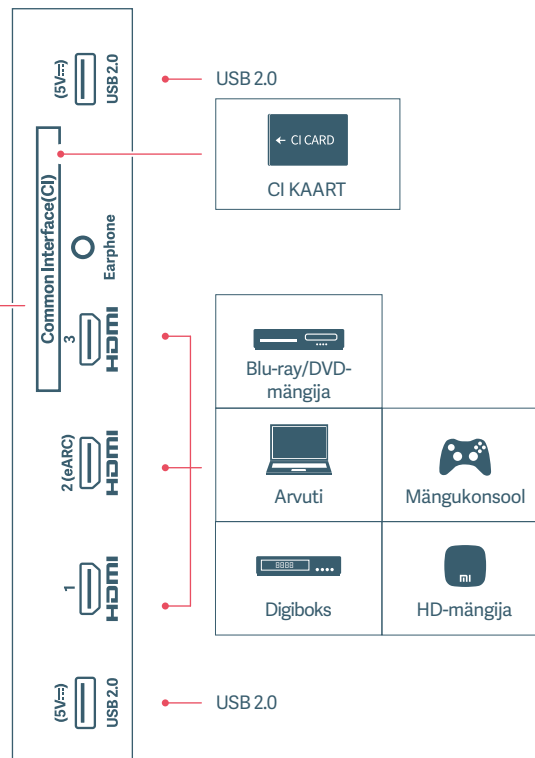 (5V⎓)
USB 2.0
USB 2.0
Common Interface(CI)
← CI CARD
CI KAART
Earphone
3
HDMI
Blu-ray/DVD-
mängija
2 (eARC)
HDMI
Arvuti
Mängukonsool
1
HDMI
8888
Digiboks
mi
HD-mängija
(5V⎓)
USB 2.0
USB 2.0